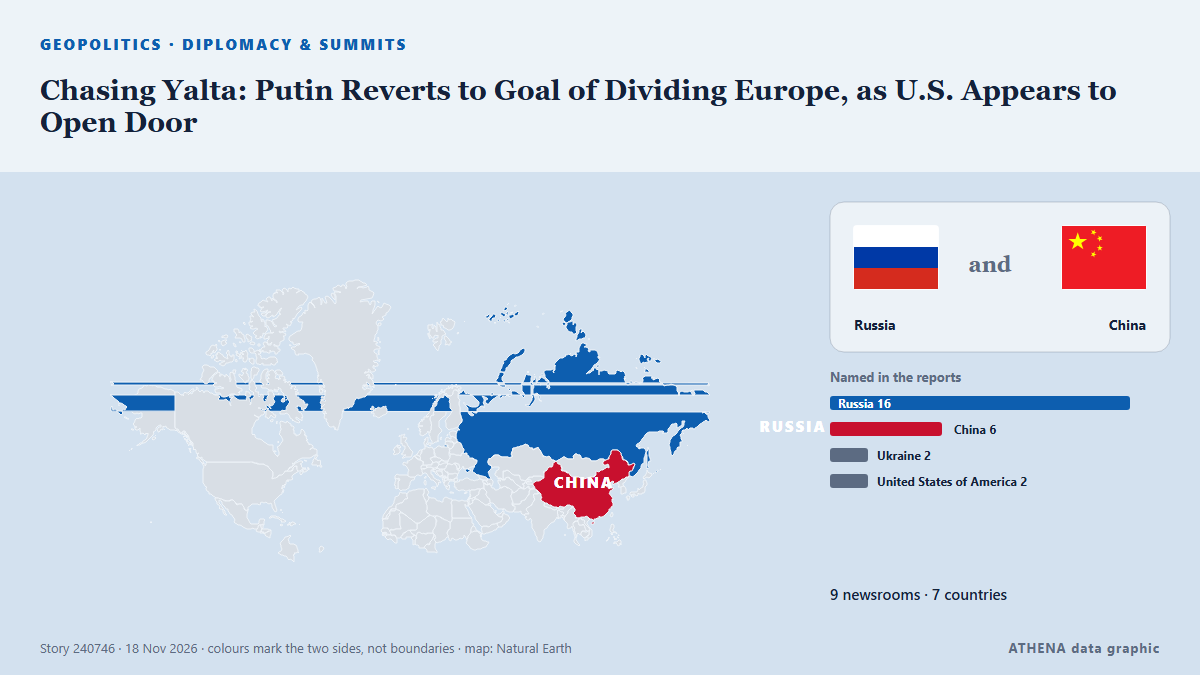 GEOPOLITICS · DIPLOMACY & SUMMITS
Chasing Yalta: Putin Reverts to Goal of Dividing Europe, as U.S. Appears to
Open Door
and
Russia
China
Named in the reports
Russia 16
RUSSIA
China 6
Ukraine 2
CHINA
United States of America 2
9 newsrooms · 7 countries
Story 240746 · 18 Nov 2026 · colours mark the two sides, not boundaries · map: Natural Earth
ATHENA data graphic